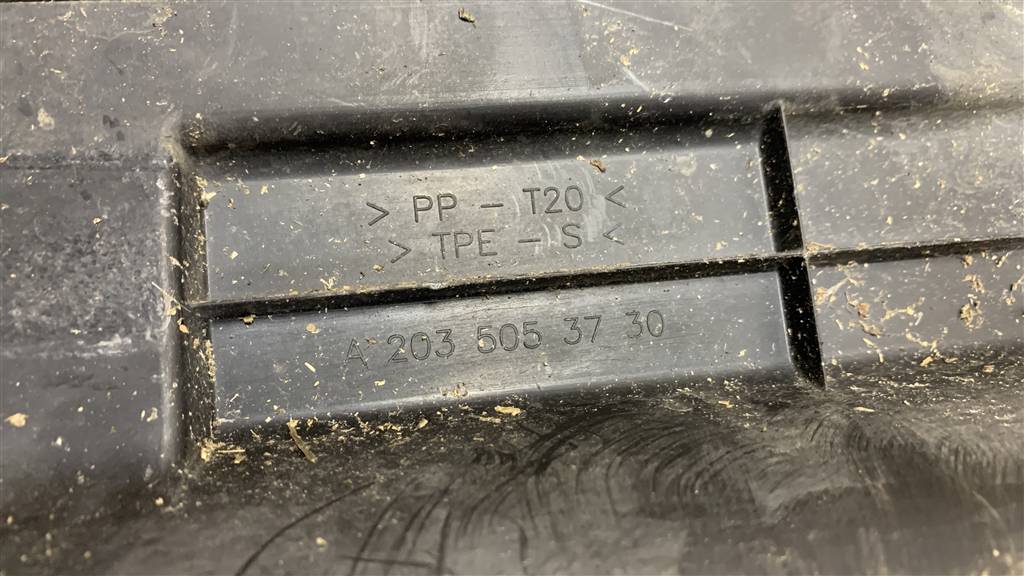 > PP - T20 <
> TPE - S <
A 203 505 37 30